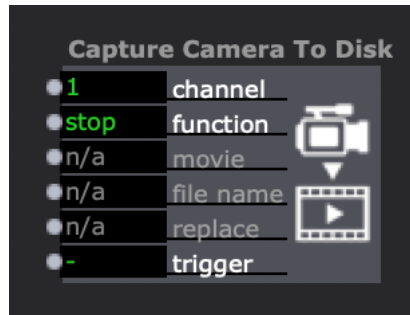 Capture Camera To Disk
1 channel
stop function
n/a movie
n/a file name
n/a replace
- trigger